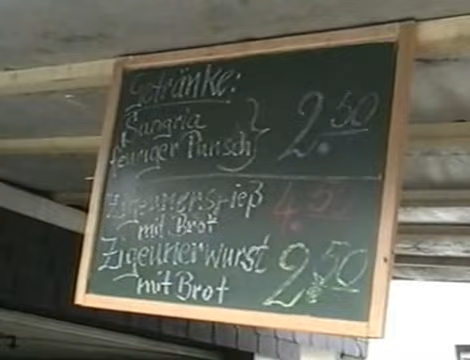 Getränke:
Sangria } 2.50
feuriger Punsch
Zigeunerspieß 4.50
mit Brot
Zigeunerwurst 2.50
mit Brot